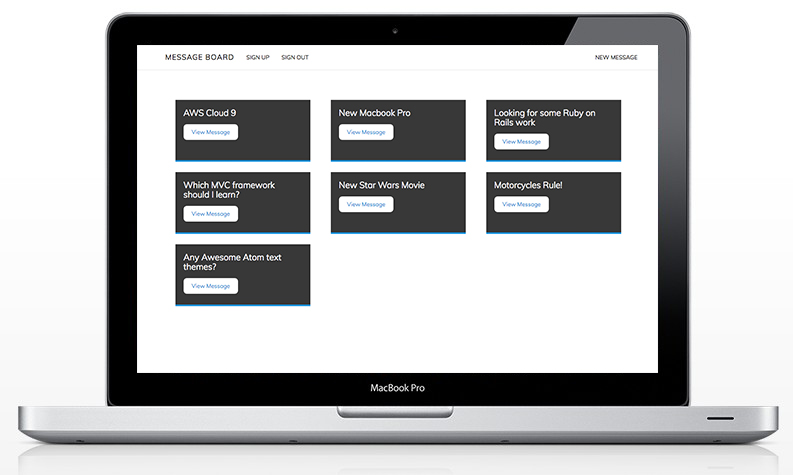 MESSAGE BOARD SIGN UP SIGN OUT NEW MESSAGE
AWS Cloud 9
View Message
New Macbook Pro
View Message
Looking for some Ruby on
Rails work
View Message
Which MVC framework
should I learn?
View Message
New Star Wars Movie
View Message
Motorcycles Rule!
View Message
Any Awesome Atom text
themes?
View Message
MacBook Pro